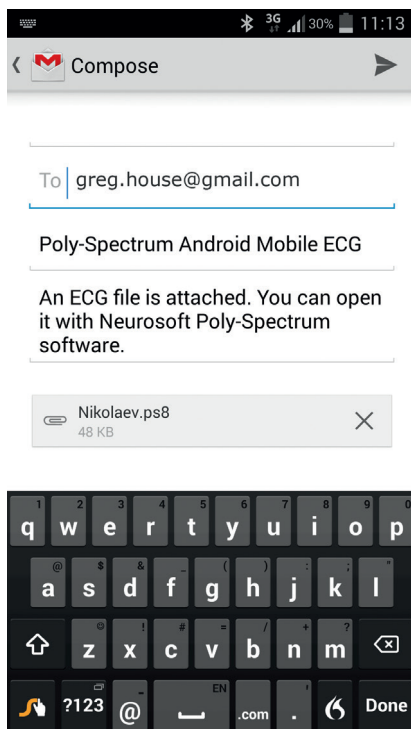 3G 30% 11:13
Compose
To greg.house@gmail.com
Poly-Spectrum Android Mobile ECG
An ECG file is attached. You can open
it with Neurosoft Poly-Spectrum
software.
Nikolaev.ps8
48 KB
1 2 3 4 5 6 7 8 9 0
q w e r t y u i o p
@ $ & _ ( ) : ; "
a s d f g h j k l
! # = / + ?
z x c v b n m
?123 @ - EN .com . ' Done